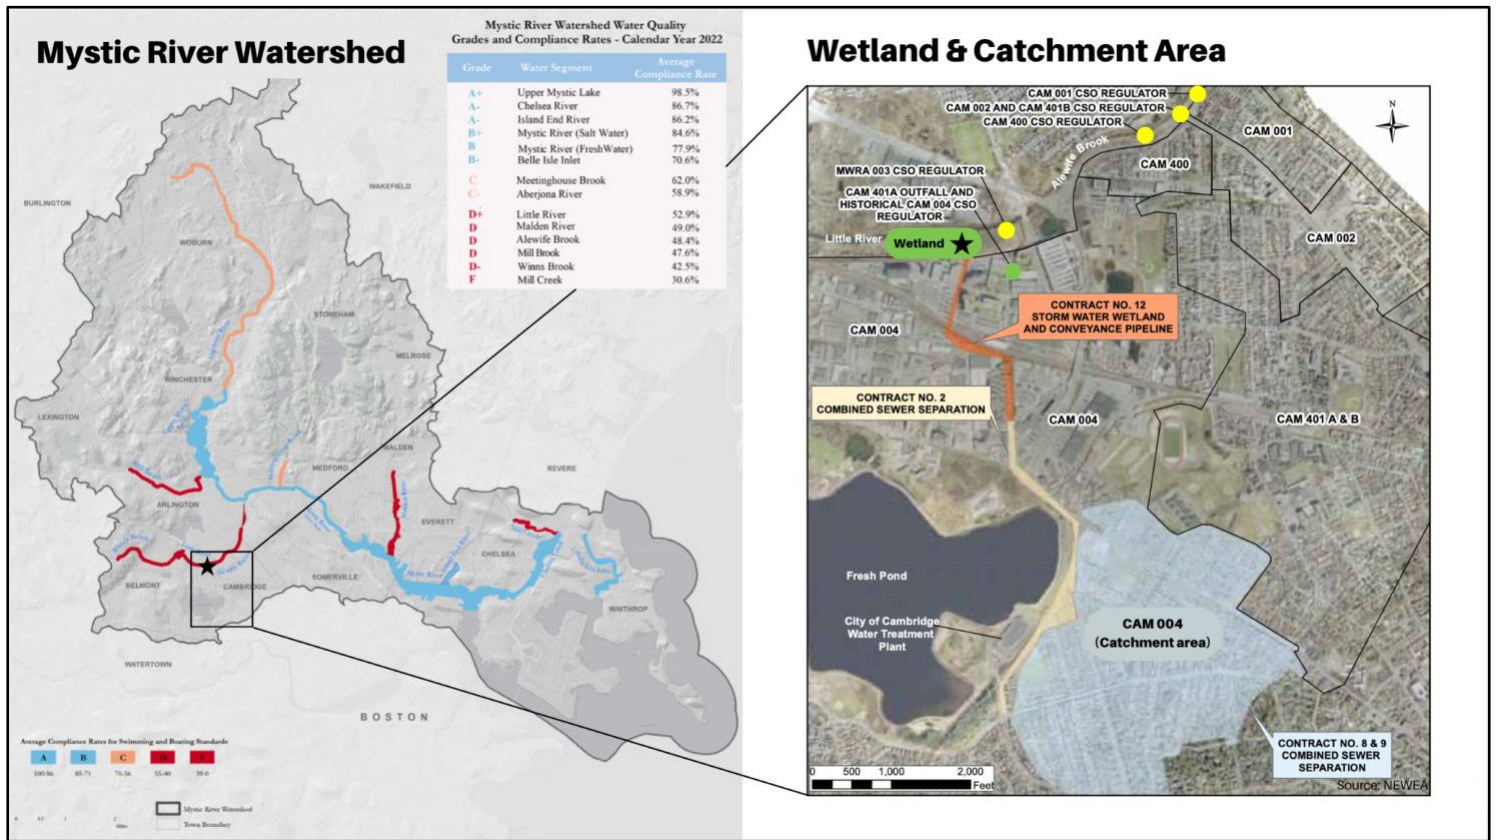 Mystic River Watershed
Mystic River Watershed Water Quality
Grades and Compliance Rates - Calendar Year 2022
Grade Water Segment Average Compliance Rate
A+ Upper Mystic Lake 98.5%
A- Chelsea River 86.7%
A- Island End River 86.2%
B+ Mystic River (Salt Water) 84.6%
B Mystic River (FreshWater) 77.9%
B- Belle Isle Inlet 70.6%
C Meetinghouse Brook 62.0%
C- Aberjona River 58.9%
D+ Little River 52.9%
D Malden River 49.0%
D Alewife Brook 48.4%
D Mill Brook 47.6%
D- Winns Brook 42.5%
F Mill Creek 30.6%
BURLINGTON
WAKEFIELD
WOBURN
STONEHAM
MELROSE
WINCHESTER
LEXINGTON
MALDEN
MEDFORD
REVERE
ARLINGTON
EVERETT
CHELSEA
BELMONT
CAMBRIDGE
SOMERVILLE
Mystic River
WINTHROP
WATERTOWN
BOSTON
Average Compliance Rates for Swimming and Boating Standards
A B C D F
Mystic River Watershed
Town Boundary
Miles
Wetland & Catchment Area
CAM 001 CSO REGULATOR
CAM 002 AND CAM 401B CSO REGULATOR
CAM 400 CSO REGULATOR
N
CAM 001
Alewife Brook
CAM 400
MWRA 003 CSO REGULATOR
CAM 401A OUTFALL AND
HISTORICAL CAM 004 CSO
REGULATOR
Little River
Wetland
CAM 002
CONTRACT NO. 12
STORM WATER WETLAND
AND CONVEYANCE PIPELINE
CAM 004
CONTRACT NO. 2
COMBINED SEWER SEPARATION
CAM 004
CAM 401 A & B
Fresh Pond
City of Cambridge
Water Treatment
Plant
CAM 004
(Catchment area)
CONTRACT NO. 8 & 9
COMBINED SEWER
SEPARATION
0 500 1,000 2,000
Feet
Source: NEWEA